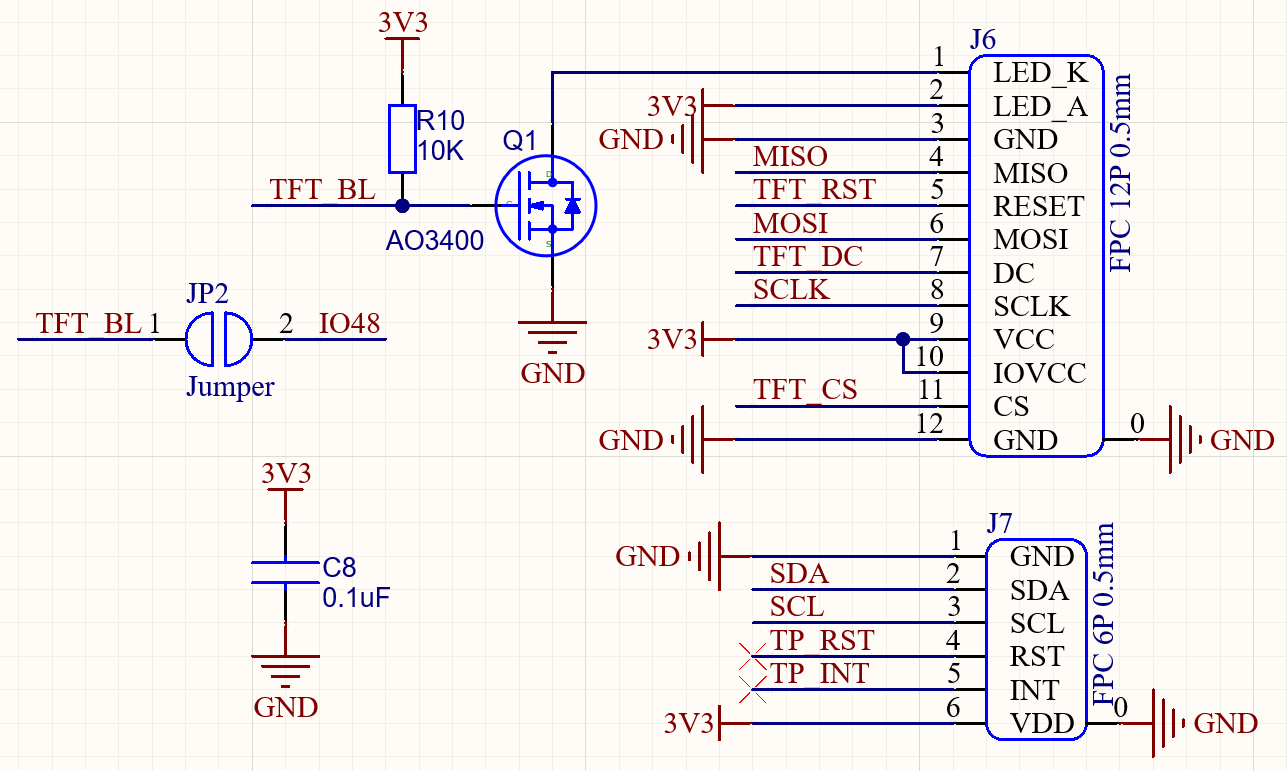 3V3
R10
10K
TFT_BL
Q1
AO3400
GND
JP2
TFT_BL 1 2 IO48
Jumper
3V3
C8
0.1uF
GND
J6
1 LED_K
3V3 2 LED_A
GND 3 GND
MISO 4 MISO
TFT_RST 5 RESET
MOSI 6 MOSI
TFT_DC 7 DC
SCLK 8 SCLK
3V3 9 VCC
10 IOVCC
TFT_CS 11 CS
GND 12 GND 0 GND
FPC 12P 0.5mm
J7
GND 1 GND
SDA 2 SDA
SCL 3 SCL
TP_RST 4 RST
TP_INT 5 INT
3V3 6 VDD 0 GND
FPC 6P 0.5mm